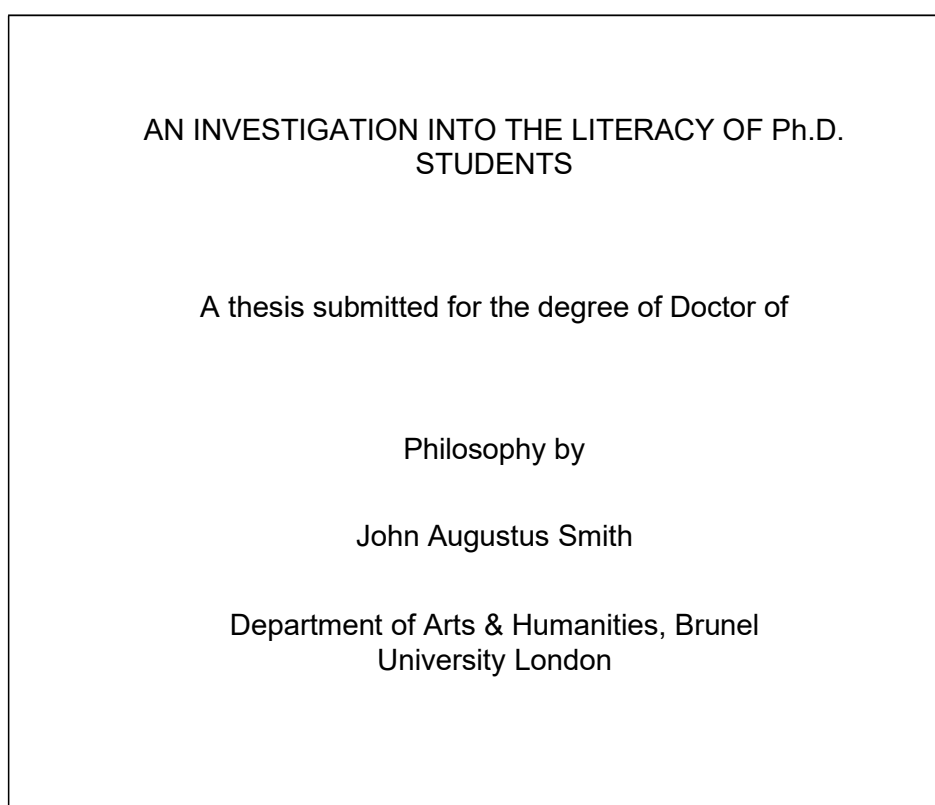 AN INVESTIGATION INTO THE LITERACY OF Ph.D.
STUDENTS
A thesis submitted for the degree of Doctor of
Philosophy by
John Augustus Smith
Department of Arts & Humanities, Brunel
University London